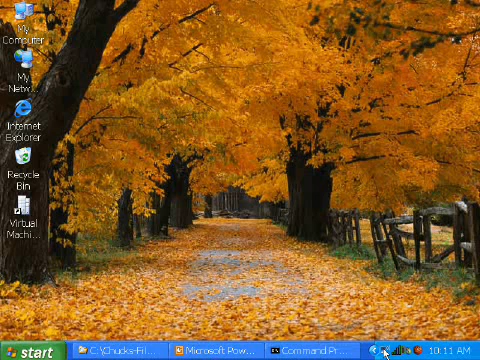 My
Computer
My
Netw...
Internet
Explorer
Recycle
Bin
Virtual
Machi...
start
C:\Chucks-Fil...
Microsoft Pow...
Command Pr...
10:11 AM